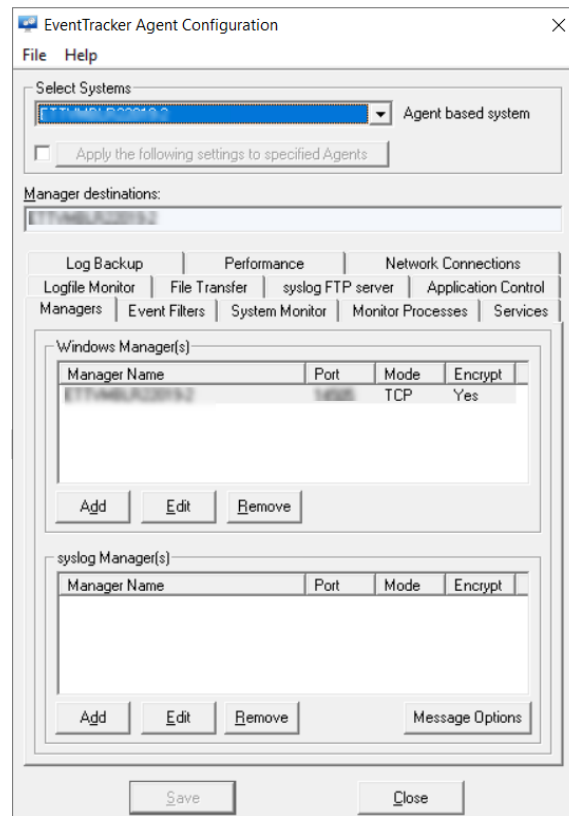 EventTracker Agent Configuration
File Help
Select Systems
Agent based system
Apply the following settings to specified Agents
Manager destinations:
Log Backup Performance Network Connections
Logfile Monitor File Transfer syslog FTP server Application Control
Managers Event Filters System Monitor Monitor Processes Services
Windows Manager(s)
Manager Name Port Mode Encrypt
TCP Yes
Add Edit Remove
syslog Manager(s)
Manager Name Port Mode Encrypt
Add Edit Remove Message Options
Save Close